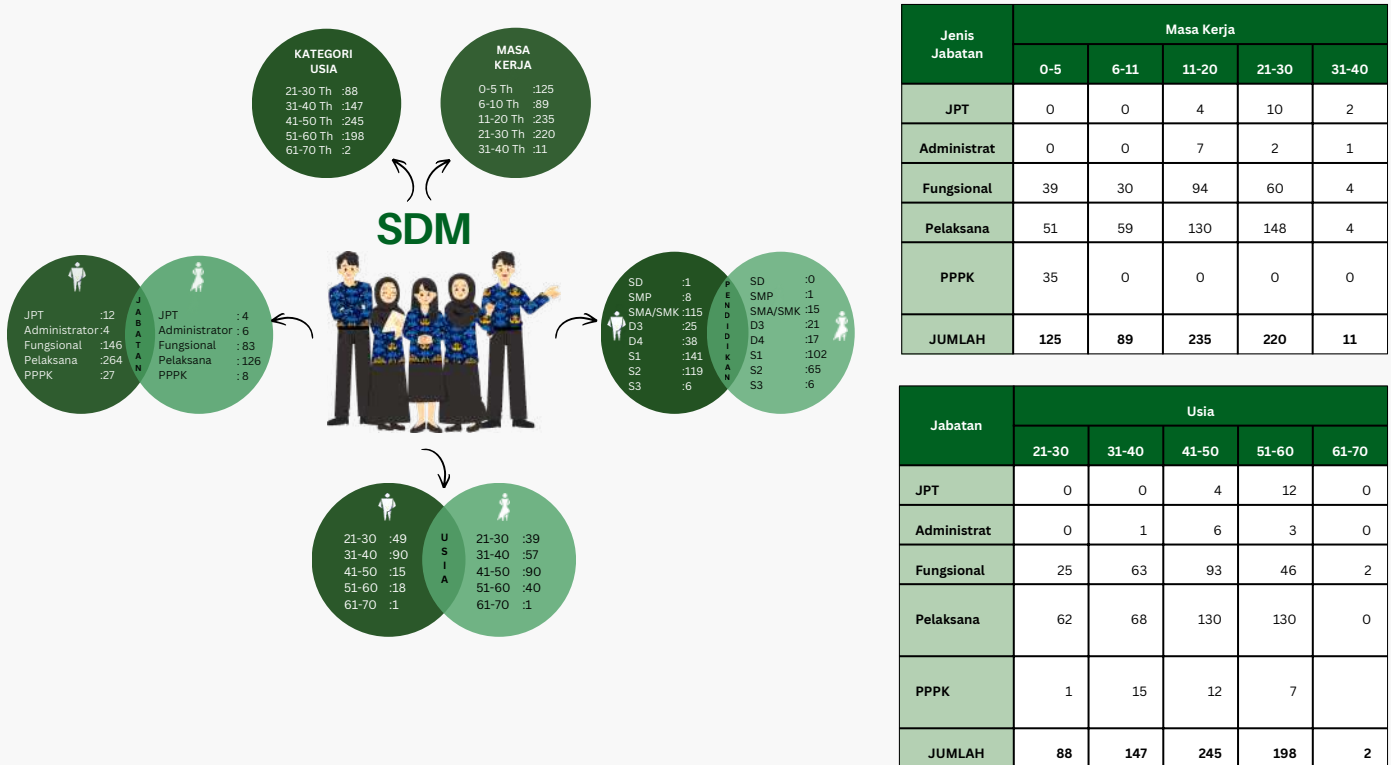 KATEGORI
USIA
21-30 Th :88
31-40 Th :147
41-50 Th :245
51-60 Th :198
61-70 Th :2
MASA
KERJA
0-5 Th :125
6-10 Th :89
11-20 Th :235
21-30 Th :220
31-40 Th :11
SDM
JPT :12
Administrator :4
Fungsional :146
Pelaksana :264
PPPK :27
JABATAN
JPT : 4
Administrator : 6
Fungsional : 83
Pelaksana : 126
PPPK : 8
SD :1
SMP :8
SMA/SMK :115
D3 :25
D4 :38
S1 :141
S2 :119
S3 :6
PENDIDIKAN
SD :0
SMP :1
SMA/SMK :15
D3 :21
D4 :17
S1 :102
S2 :65
S3 :6
21-30 :49
31-40 :90
41-50 :15
51-60 :18
61-70 :1
USIA
21-30 :39
31-40 :57
41-50 :90
51-60 :40
61-70 :1
Jenis Jabatan Masa Kerja
0-5 6-11 11-20 21-30 31-40
JPT 0 0 4 10 2
Administrat 0 0 7 2 1
Fungsional 39 30 94 60 4
Pelaksana 51 59 130 148 4
PPPK 35 0 0 0 0
JUMLAH 125 89 235 220 11
Jabatan Usia
21-30 31-40 41-50 51-60 61-70
JPT 0 0 4 12 0
Administrat 0 1 6 3 0
Fungsional 25 63 93 46 2
Pelaksana 62 68 130 130 0
PPPK 1 15 12 7
JUMLAH 88 147 245 198 2